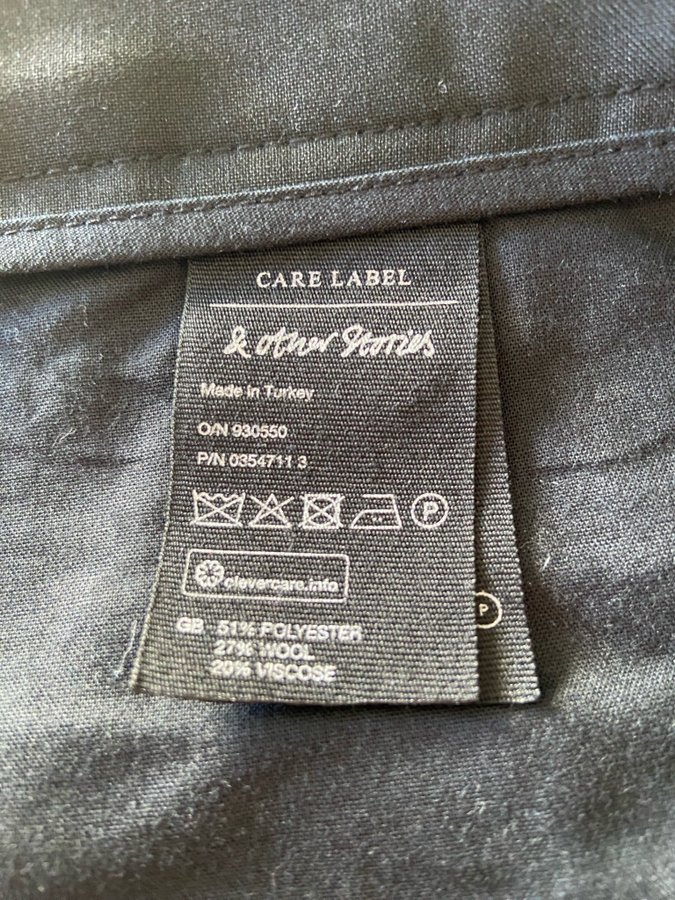 CARE LABEL
& other Stories
Made in Turkey
O/N 930550
P/N 0354711 3
P
clevercare.info
P
GB 51% POLYESTER
27% WOOL
20% VISCOSE